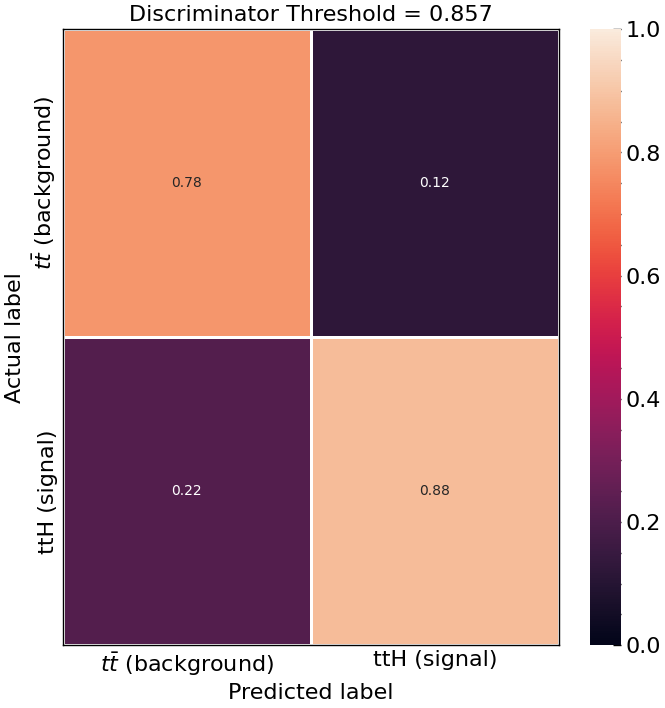 Discriminator Threshold = 0.857
1.0
0.8
0.6
0.4
0.2
0.0
Actual label
tt̄ (background)
ttH (signal)
0.78
0.12
0.22
0.88
tt̄ (background)
ttH (signal)
Predicted label